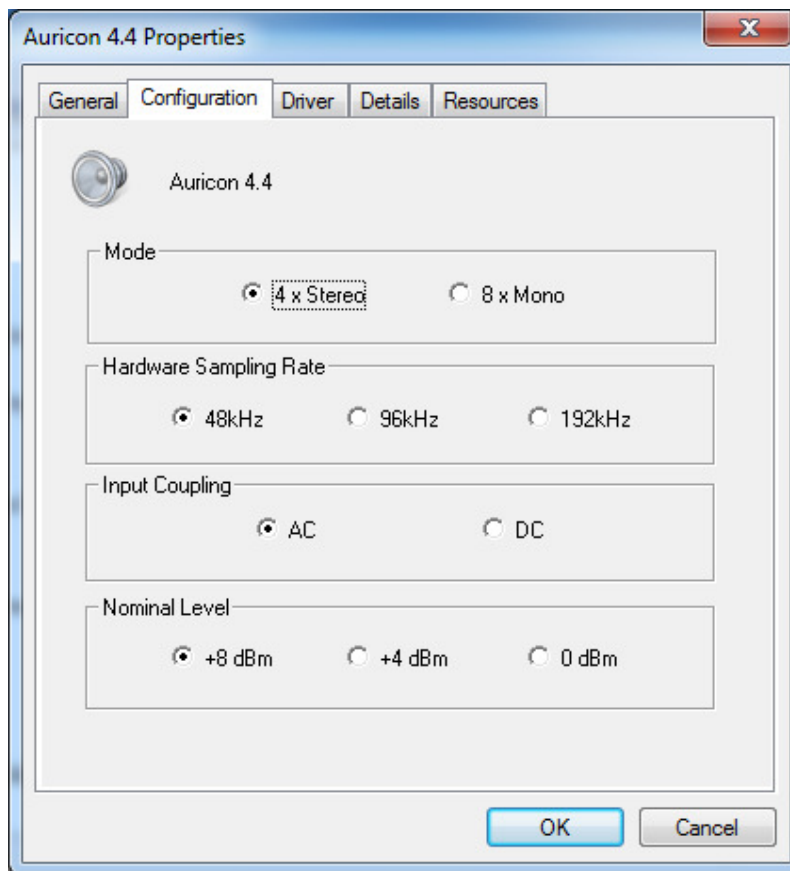 Auricon 4.4 Properties
General Configuration Driver Details Resources
Auricon 4.4
Mode
4 x Stereo 8 x Mono
Hardware Sampling Rate
48kHz 96kHz 192kHz
Input Coupling
AC DC
Nominal Level
+8 dBm +4 dBm 0 dBm
OK Cancel